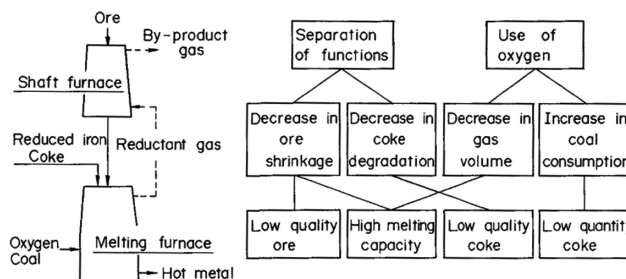 Ore
By-product
gas
Shaft furnace
Reduced iron
Coke
Reductant gas
Oxygen
Coal
Melting furnace
Hot metal
Separation
of functions
Use of
oxygen
Decrease in
ore
shrinkage
Decrease in
coke
degradation
Decrease in
gas
volume
Increase in
coal
consumption
Low quality
ore
High melting
capacity
Low quality
coke
Low quantit
coke